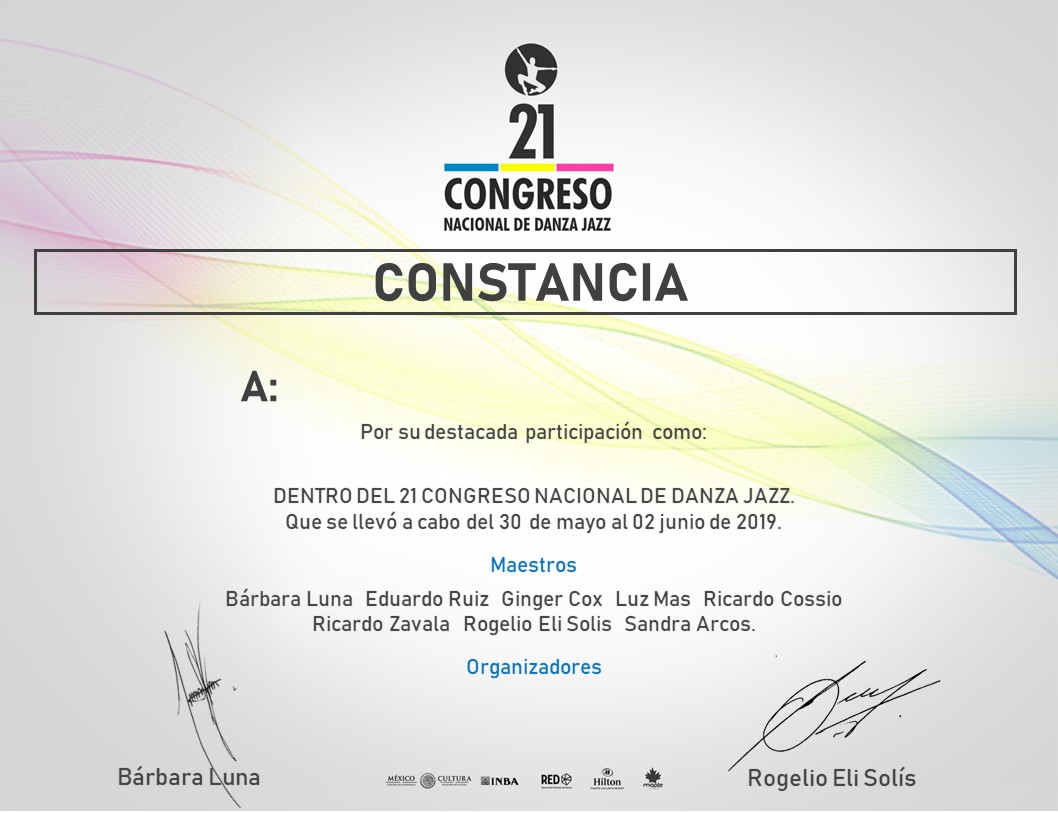 21
CONGRESO
NACIONAL DE DANZA JAZZ
CONSTANCIA
A:
Por su destacada participación como:
DENTRO DEL 21 CONGRESO NACIONAL DE DANZA JAZZ.
Que se llevó a cabo del 30 de mayo al 02 junio de 2019.
Maestros
Bárbara Luna Eduardo Ruiz Ginger Cox Luz Mas Ricardo Cossio
Ricardo Zavala Rogelio Eli Solis Sandra Arcos.
Organizadores
Bárbara Luna
MÉXICO CULTURA INBA RED Hilton maple
Rogelio Eli Solís